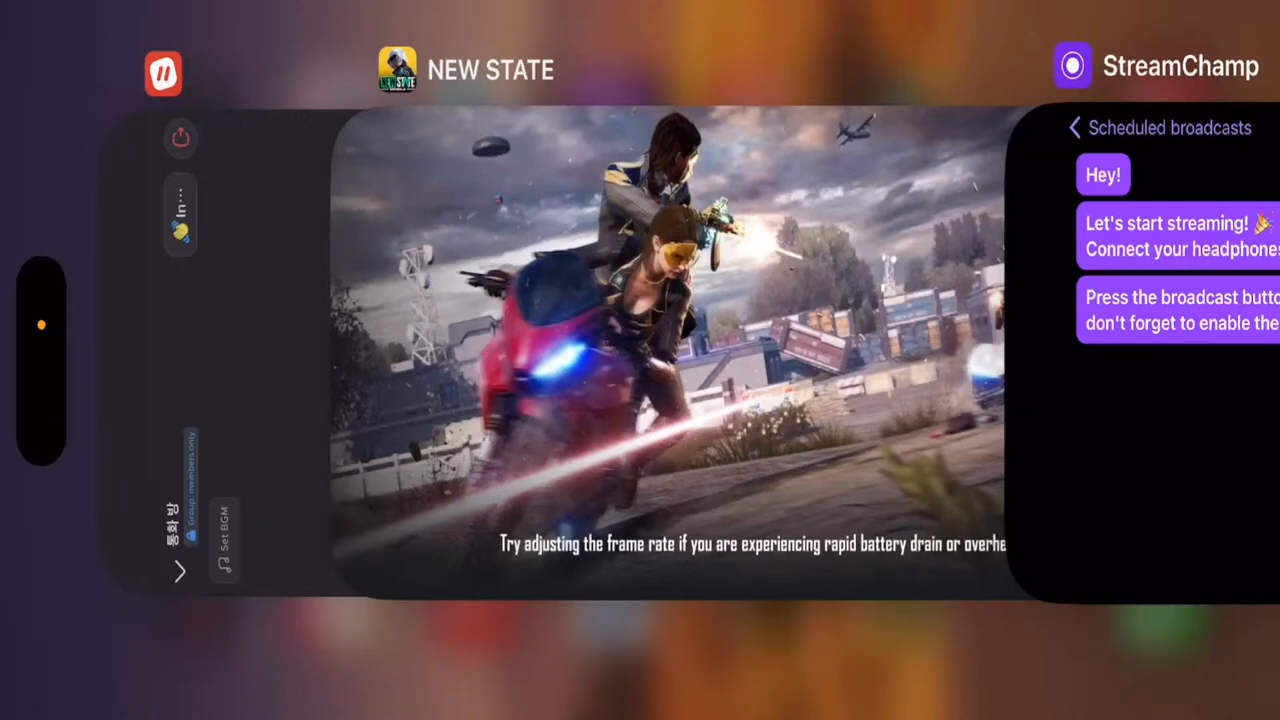 NEW STATE
StreamChamp
In...
통화 방
Group: members only
Set BGM
Try adjusting the frame rate if you are experiencing rapid battery drain or overhe
Scheduled broadcasts
Hey!
Let's start streaming! 🎉
Connect your headphones
Press the broadcast butto
don't forget to enable the